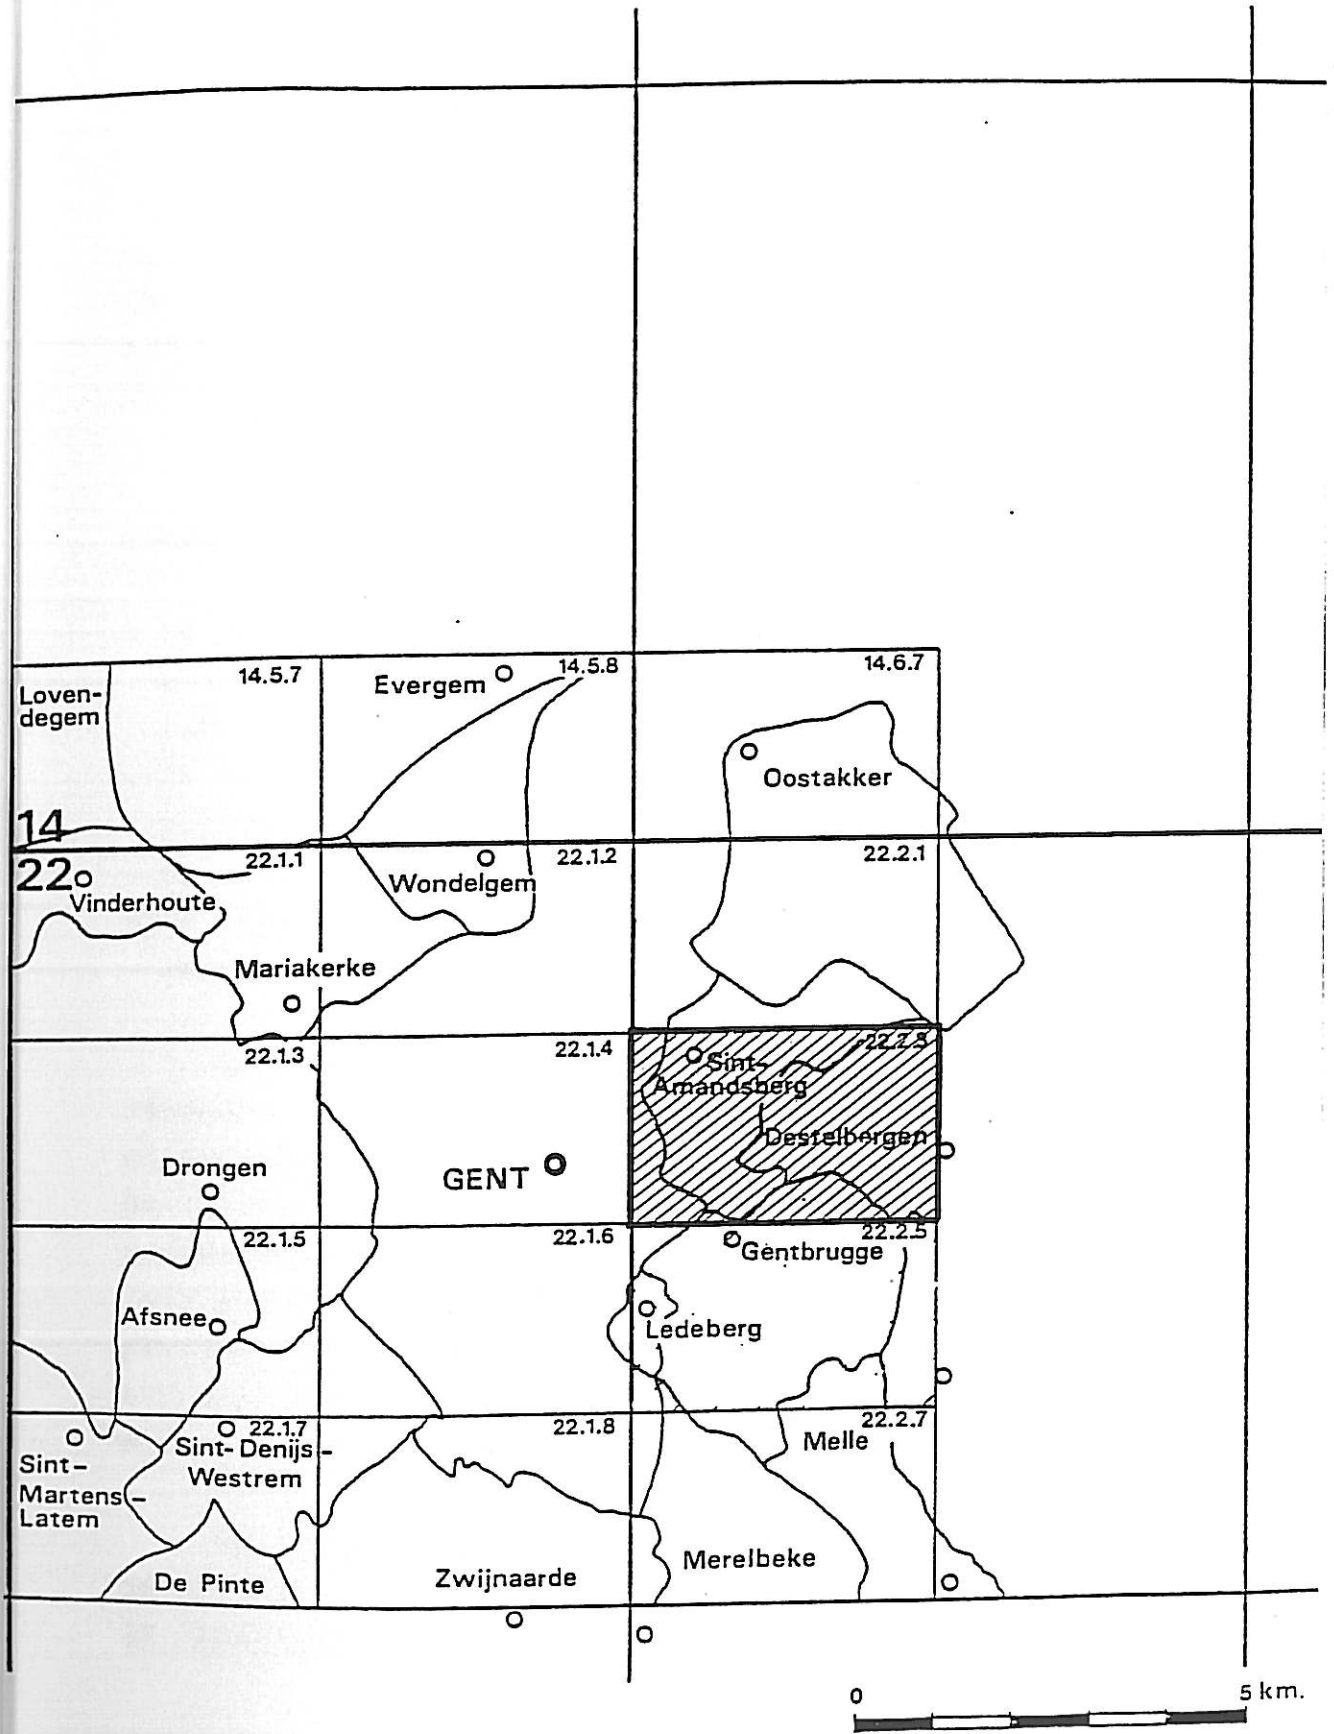 14.5.7
14.5.8
14.6.7
Loven-
degem
Evergem
Oostakker
14
22
22.1.1
22.1.2
22.2.1
Vinderhoute
Wondelgem
Mariakerke
22.1.3
22.1.4
22.2.3
Sint-
Amandsberg
Destelbergen
Drongen
GENT
22.1.5
22.1.6
22.2.5
Gentbrugge
Afsnee
Ledeberg
22.1.7
22.1.8
22.2.7
Sint-Denijs-
Westrem
Melle
Sint-
Martens-
Latem
De Pinte
Zwijnaarde
Merelbeke
0
5 km.